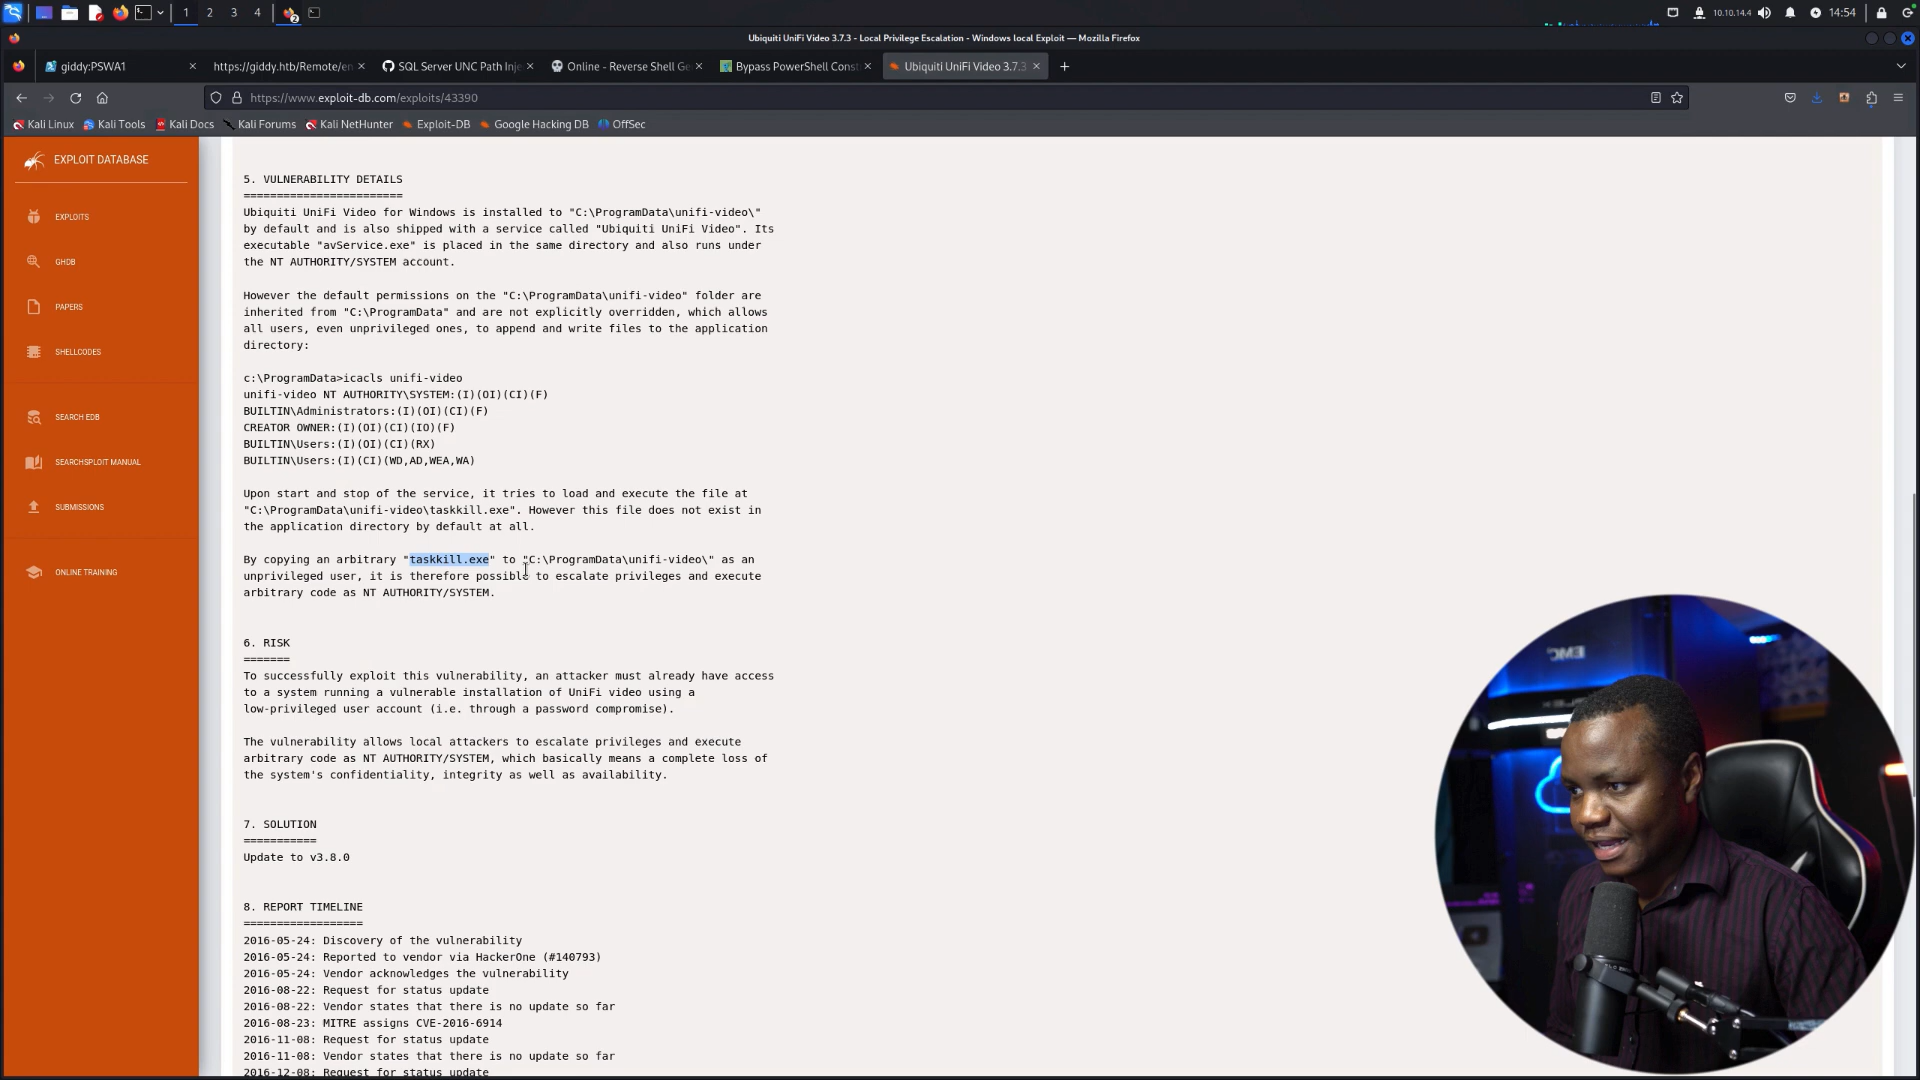 1 2 3 4
10.10.14.4
14:54
Ubiquiti UniFi Video 3.7.3 - Local Privilege Escalation - Windows local Exploit — Mozilla Firefox
giddy:PSWA1
https://giddy.htb/Remote/en
SQL Server UNC Path Inje
Online - Reverse Shell Ge
Bypass PowerShell Const
Ubiquiti UniFi Video 3.7.3
https://www.exploit-db.com/exploits/43390
Kali Linux
Kali Tools
Kali Docs
Kali Forums
Kali NetHunter
Exploit-DB
Google Hacking DB
OffSec
EXPLOIT DATABASE
EXPLOITS
GHDB
PAPERS
SHELLCODES
SEARCH EDB
SEARCHSPLOIT MANUAL
SUBMISSIONS
ONLINE TRAINING
5. VULNERABILITY DETAILS
========================
Ubiquiti UniFi Video for Windows is installed to "C:\ProgramData\unifi-video\"
by default and is also shipped with a service called "Ubiquiti UniFi Video". Its
executable "avService.exe" is placed in the same directory and also runs under
the NT AUTHORITY/SYSTEM account.
However the default permissions on the "C:\ProgramData\unifi-video" folder are
inherited from "C:\ProgramData" and are not explicitly overridden, which allows
all users, even unprivileged ones, to append and write files to the application
directory:
c:\ProgramData>icacls unifi-video
unifi-video NT AUTHORITY\SYSTEM:(I)(OI)(CI)(F)
BUILTIN\Administrators:(I)(OI)(CI)(F)
CREATOR OWNER:(I)(OI)(CI)(IO)(F)
BUILTIN\Users:(I)(OI)(CI)(RX)
BUILTIN\Users:(I)(CI)(WD,AD,WEA,WA)
Upon start and stop of the service, it tries to load and execute the file at
"C:\ProgramData\unifi-video\taskkill.exe". However this file does not exist in
the application directory by default at all.
By copying an arbitrary "taskkill.exe" to "C:\ProgramData\unifi-video\" as an
unprivileged user, it is therefore possible to escalate privileges and execute
arbitrary code as NT AUTHORITY/SYSTEM.
6. RISK
=======
To successfully exploit this vulnerability, an attacker must already have access
to a system running a vulnerable installation of UniFi video using a
low-privileged user account (i.e. through a password compromise).
The vulnerability allows local attackers to escalate privileges and execute
arbitrary code as NT AUTHORITY/SYSTEM, which basically means a complete loss of
the system's confidentiality, integrity as well as availability.
7. SOLUTION
===========
Update to v3.8.0
8. REPORT TIMELINE
==================
2016-05-24: Discovery of the vulnerability
2016-05-24: Reported to vendor via HackerOne (#140793)
2016-05-24: Vendor acknowledges the vulnerability
2016-08-22: Request for status update
2016-08-22: Vendor states that there is no update so far
2016-08-23: MITRE assigns CVE-2016-6914
2016-11-08: Request for status update
2016-11-08: Vendor states that there is no update so far
2016-12-08: Request for status update
EMC²